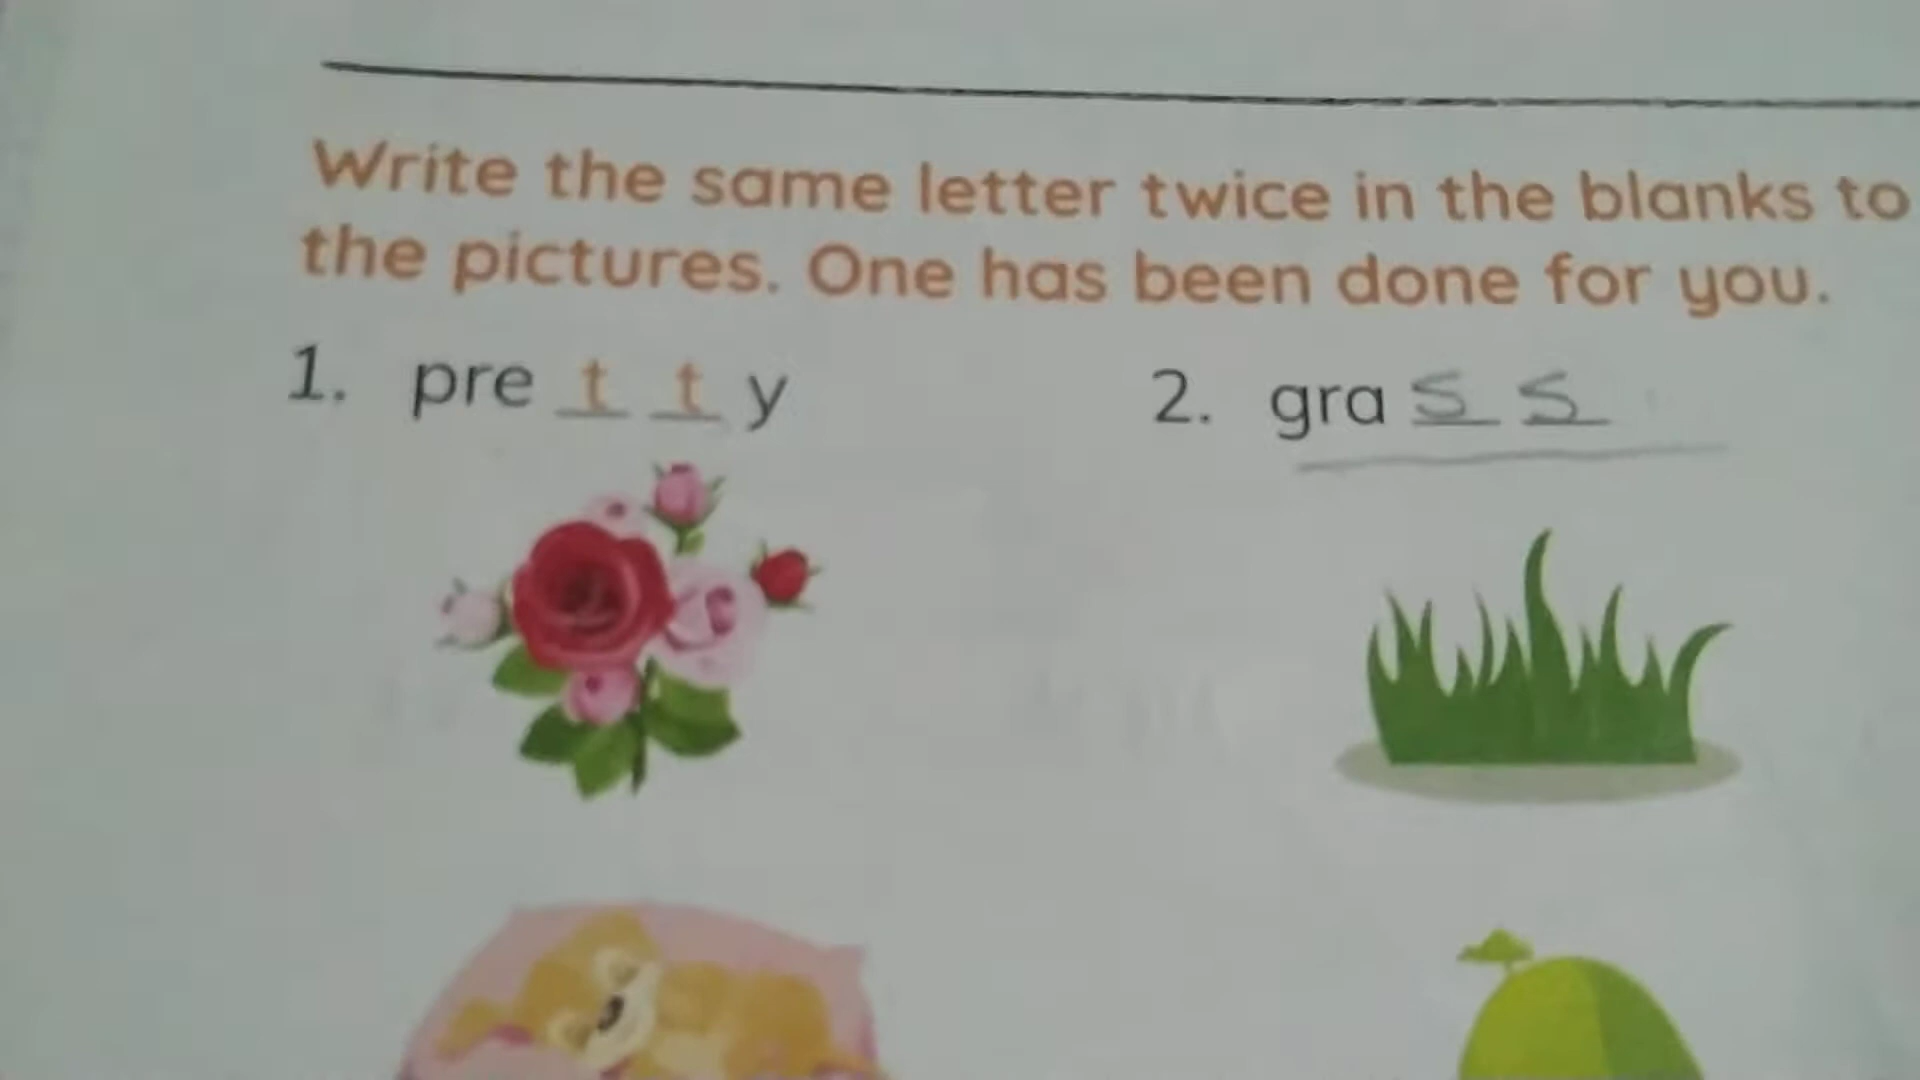 Write the same letter twice in the blanks to
the pictures. One has been done for you.
1. pre t t y
2. gra s s